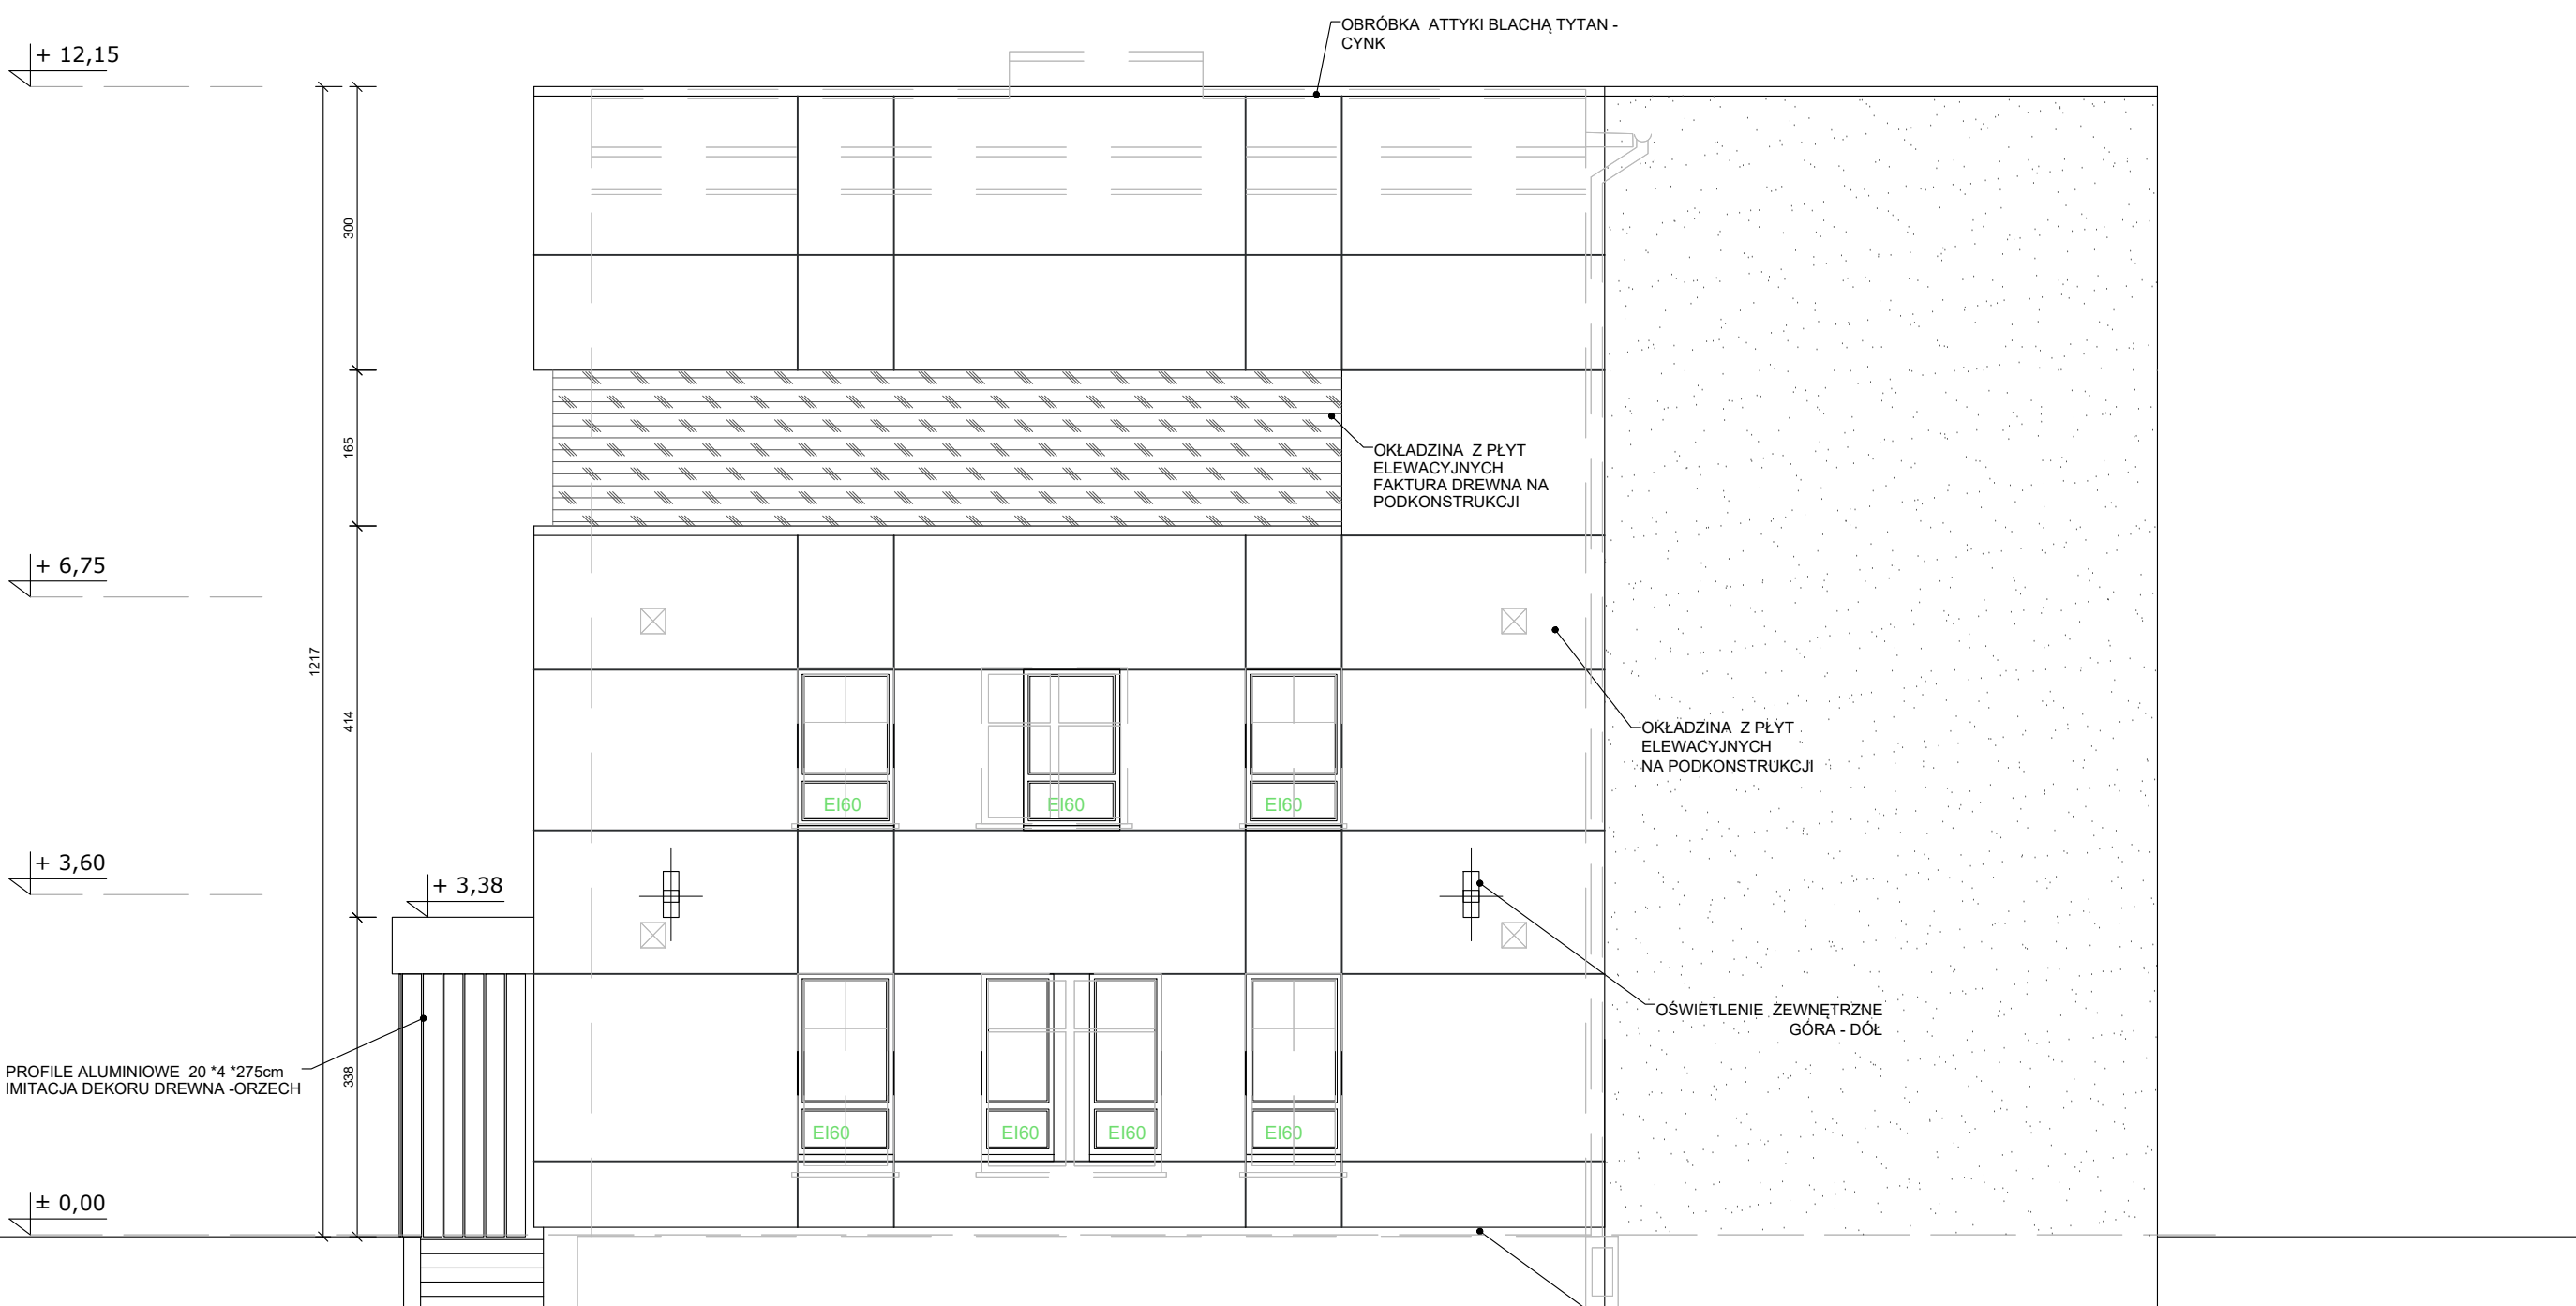 OBRÓBKA ATTYKI BLACHĄ TYTAN -
CYNK
+ 12,15
300
165
OKŁADZINA Z PŁYT
ELEWACYJNYCH
FAKTURA DREWNA NA
PODKONSTRUKCJI
+ 6,75
1217
414
OKŁADZINA Z PŁYT
ELEWACYJNYCH
NA PODKONSTRUKCJI
EI60
EI60
EI60
+ 3,60
+ 3,38
OŚWIETLENIE ZEWNĘTRZNE
GÓRA - DÓŁ
PROFILE ALUMINIOWE 20 *4 *275cm
IMITACJA DEKORU DREWNA -ORZECH
338
EI60
EI60
EI60
EI60
± 0,00